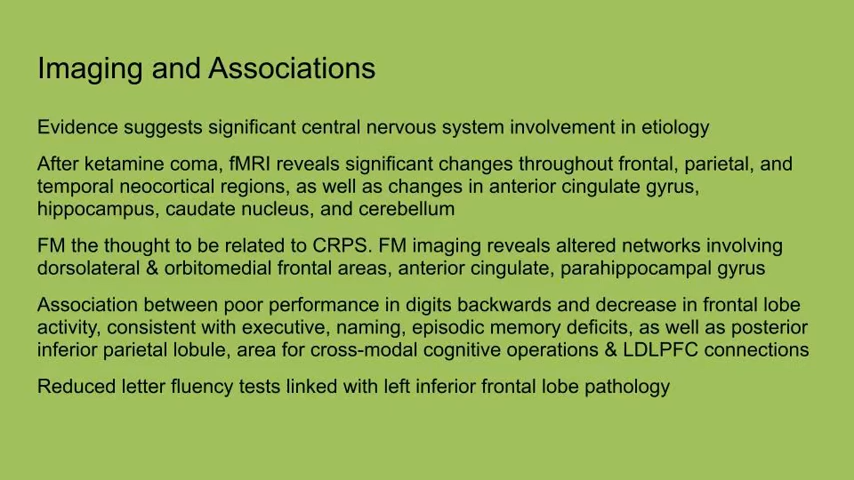 Imaging and Associations
Evidence suggests significant central nervous system involvement in etiology
After ketamine coma, fMRI reveals significant changes throughout frontal, parietal, and
temporal neocortical regions, as well as changes in anterior cingulate gyrus,
hippocampus, caudate nucleus, and cerebellum
FM the thought to be related to CRPS. FM imaging reveals altered networks involving
dorsolateral & orbitomedial frontal areas, anterior cingulate, parahippocampal gyrus
Association between poor performance in digits backwards and decrease in frontal lobe
activity, consistent with executive, naming, episodic memory deficits, as well as posterior
inferior parietal lobule, area for cross-modal cognitive operations & LDLPFC connections
Reduced letter fluency tests linked with left inferior frontal lobe pathology